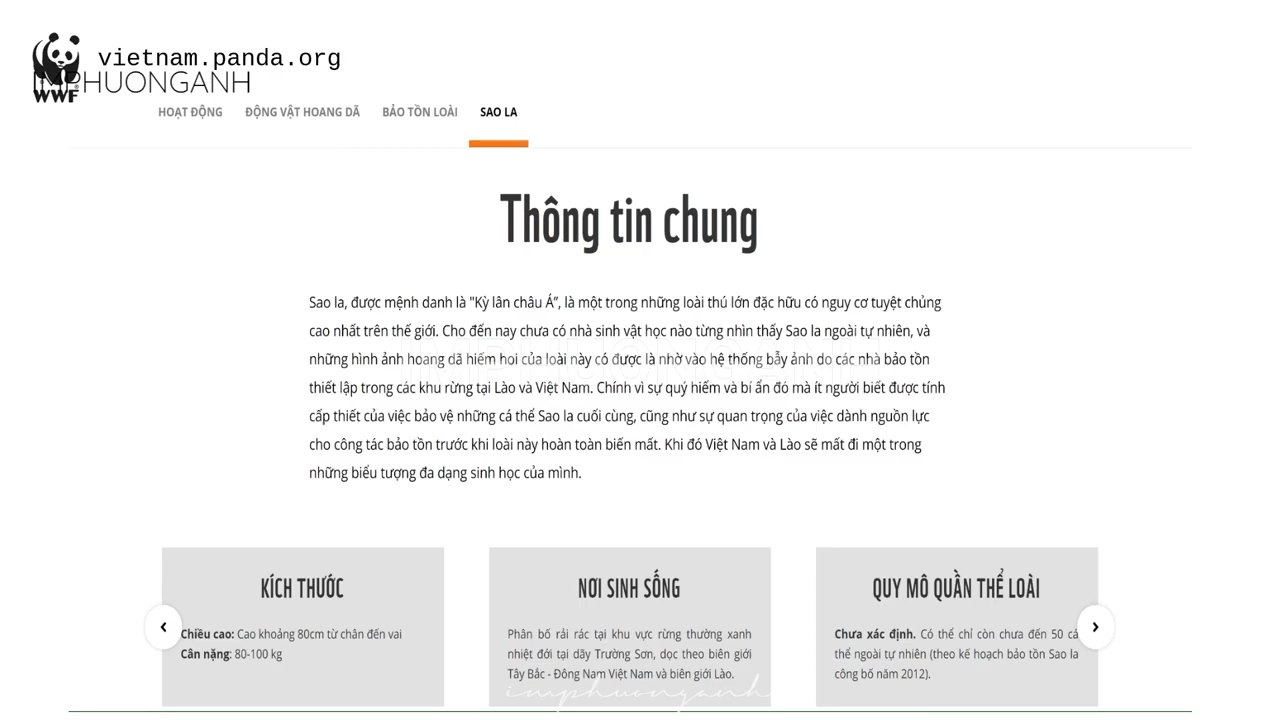 vietnam.panda.org
IMPHUONGANH
WWF
HOẠT ĐỘNG ĐỘNG VẬT HOANG DÃ BẢO TỒN LOÀI SAO LA
Thông tin chung
Sao la, được mệnh danh là "Kỳ lân châu Á”, là một trong những loài thú lớn đặc hữu có nguy cơ tuyệt chủng
cao nhất trên thế giới. Cho đến nay chưa có nhà sinh vật học nào từng nhìn thấy Sao la ngoài tự nhiên, và
những hình ảnh hoang dã hiếm hoi của loài này có được là nhờ vào hệ thống bẫy ảnh do các nhà bảo tồn
IMPHUONGANH
thiết lập trong các khu rừng tại Lào và Việt Nam. Chính vì sự quý hiếm và bí ẩn đó mà ít người biết được tính
cấp thiết của việc bảo vệ những cá thể Sao la cuối cùng, cũng như sự quan trọng của việc dành nguồn lực
cho công tác bảo tồn trước khi loài này hoàn toàn biến mất. Khi đó Việt Nam và Lào sẽ mất đi một trong
những biểu tượng đa dạng sinh học của mình.
KÍCH THƯỚC
Chiều cao: Cao khoảng 80cm từ chân đến vai
Cân nặng: 80-100 kg
NƠI SINH SỐNG
Phân bố rải rác tại khu vực rừng thường xanh
nhiệt đới tại dãy Trường Sơn, dọc theo biên giới
Tây Bắc - Đông Nam Việt Nam và biên giới Lào.
imphuonganh
QUY MÔ QUẦN THỂ LOÀI
Chưa xác định. Có thể chỉ còn chưa đến 50 cá
thể ngoài tự nhiên (theo kế hoạch bảo tồn Sao la
công bố năm 2012).